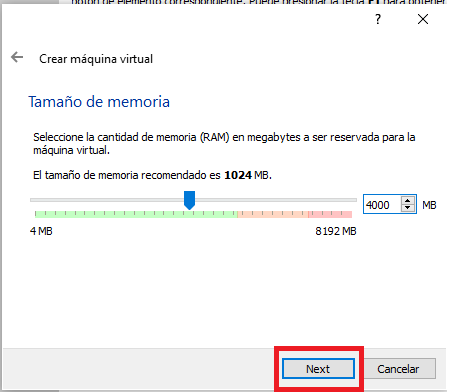 botón de elemento correspondiente. Puede presionar la tecla F1 para obtener
?
Crear máquina virtual
Tamaño de memoria
Seleccione la cantidad de memoria (RAM) en megabytes a ser reservada para la
máquina virtual.
El tamaño de memoria recomendado es 1024 MB.
4000 MB
4 MB 8192 MB
Next Cancelar